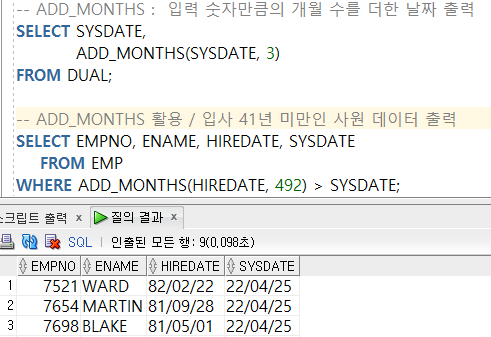 -- ADD_MONTHS : 입력 숫자만큼의 개월 수를 더한 날짜 출력
SELECT SYSDATE,
ADD_MONTHS(SYSDATE, 3)
FROM DUAL;
-- ADD_MONTHS 활용 / 입사 41년 미만인 사원 데이터 출력
SELECT EMPNO, ENAME, HIREDATE, SYSDATE
FROM EMP
WHERE ADD_MONTHS(HIREDATE, 492) > SYSDATE;
스크립트 출력 x 질의 결과 x
SQL | 인출된 모든 행: 9(0,098초)
EMPNO ENAME HIREDATE SYSDATE
1 7521 WARD 82/02/22 22/04/25
2 7654 MARTIN 81/09/28 22/04/25
3 7698 BLAKE 81/05/01 22/04/25